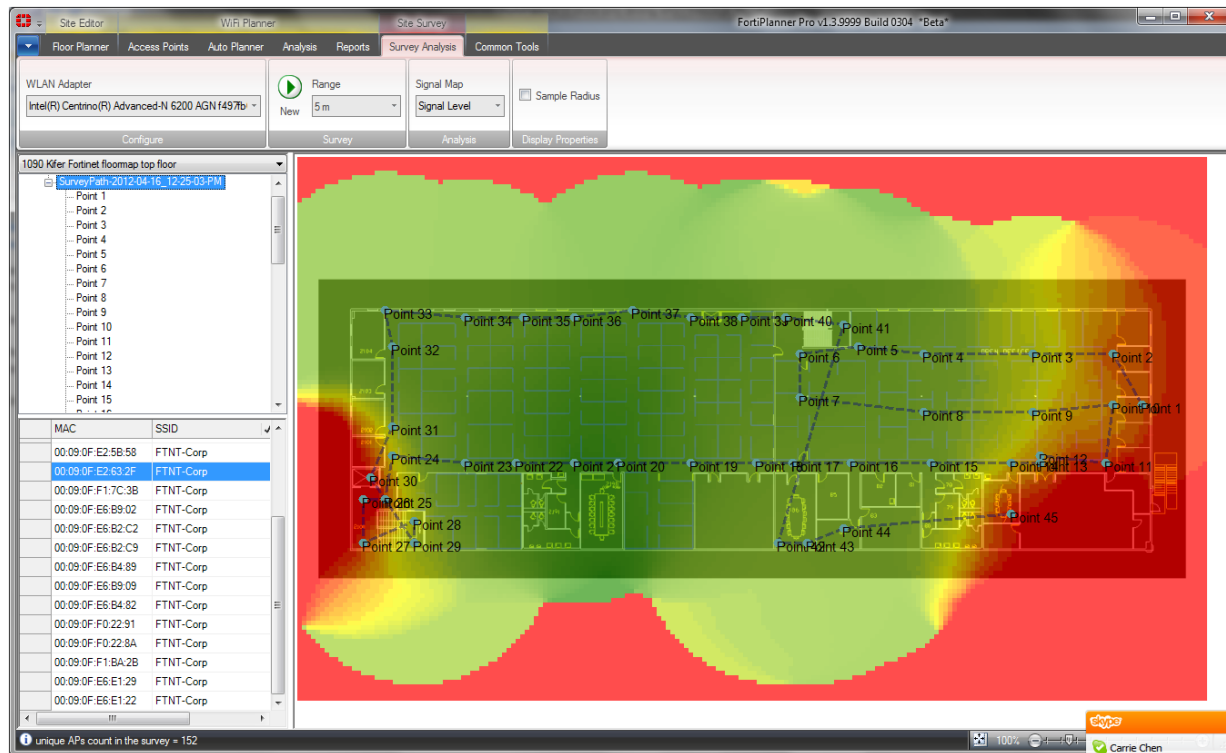 Site Editor WiFi Planner Site Survey FortiPlanner Pro v1.3.9999 Build 0304 *Beta*
Floor Planner Access Points Auto Planner Analysis Reports Survey Analysis Common Tools
WLAN Adapter Range Signal Map Sample Radius
New 5 m Signal Level
Configure Survey Analysis Display Properties
1090 Kifer Fortinet floormap top floor
SurveyPath-2012-04-16_12-25-03-PM
Point 1
Point 2
Point 3
Point 4
Point 5
Point 6
Point 7
Point 8
Point 9
Point 10
Point 11
Point 12
Point 13
Point 14
Point 15
MAC SSID
00:09:0F:E2:5B:58 FTNT-Corp
00:09:0F:E2:63:2F FTNT-Corp
00:09:0F:F1:7C:3B FTNT-Corp
00:09:0F:E6:B9:02 FTNT-Corp
00:09:0F:E6:B2:C2 FTNT-Corp
00:09:0F:E6:B2:C9 FTNT-Corp
00:09:0F:E6:B4:89 FTNT-Corp
00:09:0F:E6:B9:09 FTNT-Corp
00:09:0F:E6:B4:82 FTNT-Corp
00:09:0F:F0:22:91 FTNT-Corp
00:09:0F:F0:22:8A FTNT-Corp
00:09:0F:F1:BA:2B FTNT-Corp
00:09:0F:E6:E1:29 FTNT-Corp
00:09:0F:E6:E1:22 FTNT-Corp
Point 33 Point 34 Point 35 Point 36 Point 37 Point 38 Point 39 Point 40 Point 41
Point 32 Point 6 Point 5 Point 4 Point 3 Point 2
Point 7 Point 8 Point 9 Point 1
Point 31
Point 24 Point 23 Point 22 Point 20 Point 19 Point 17 Point 16 Point 15 Point 12 Point 13 Point 11
Point 30
Point 25
Point 28 Point 44 Point 45
Point 27 Point 29 Point 43
unique APs count in the survey = 152 100%
skype
Carrie Chen